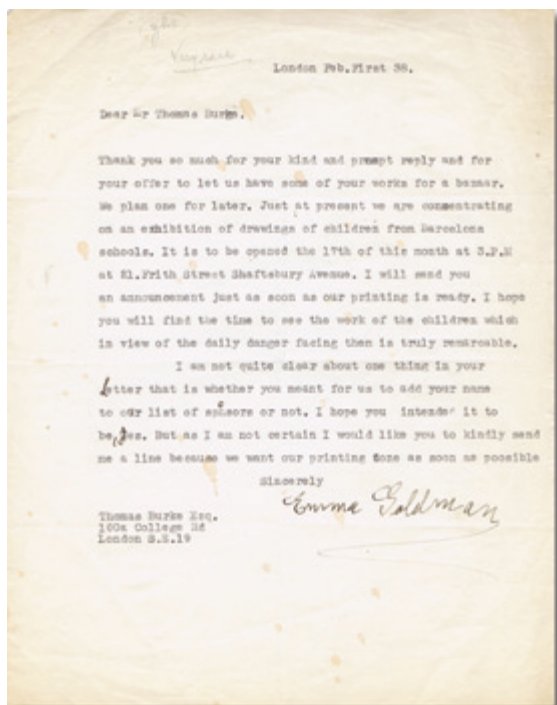 Very rare
London Feb.First 38.
Dear Mr Thomas Burke.
Thank you so much for your kind and prompt reply and for
your offer to let us have some of your works for a bazaar.
We plan one for later. Just at present we are consentrating
on an exhibition of drawings of children from Barcelona
schools. It is to be opened the 17th of this month at 3.P.M
at 21.Frith Street Shaftsbury Avenue. I will send you
an announcement just as soon as our printing is ready. I hope
you will find the time to see the work of the children which
in view of the daily danger facing then is truly remarcable.
I am not quite clear about one thing in your
Letter that is whether you meant for us to add your name
to our list of sponsors or not. I hope you intended it to
be, Yes. But as I am not certain I would like you to kindly send
me a line because we want our printing done as soon as possible
Sincerely
Emma Goldman
Thomas Burke Esq.
100a College Rd
London S.E.19